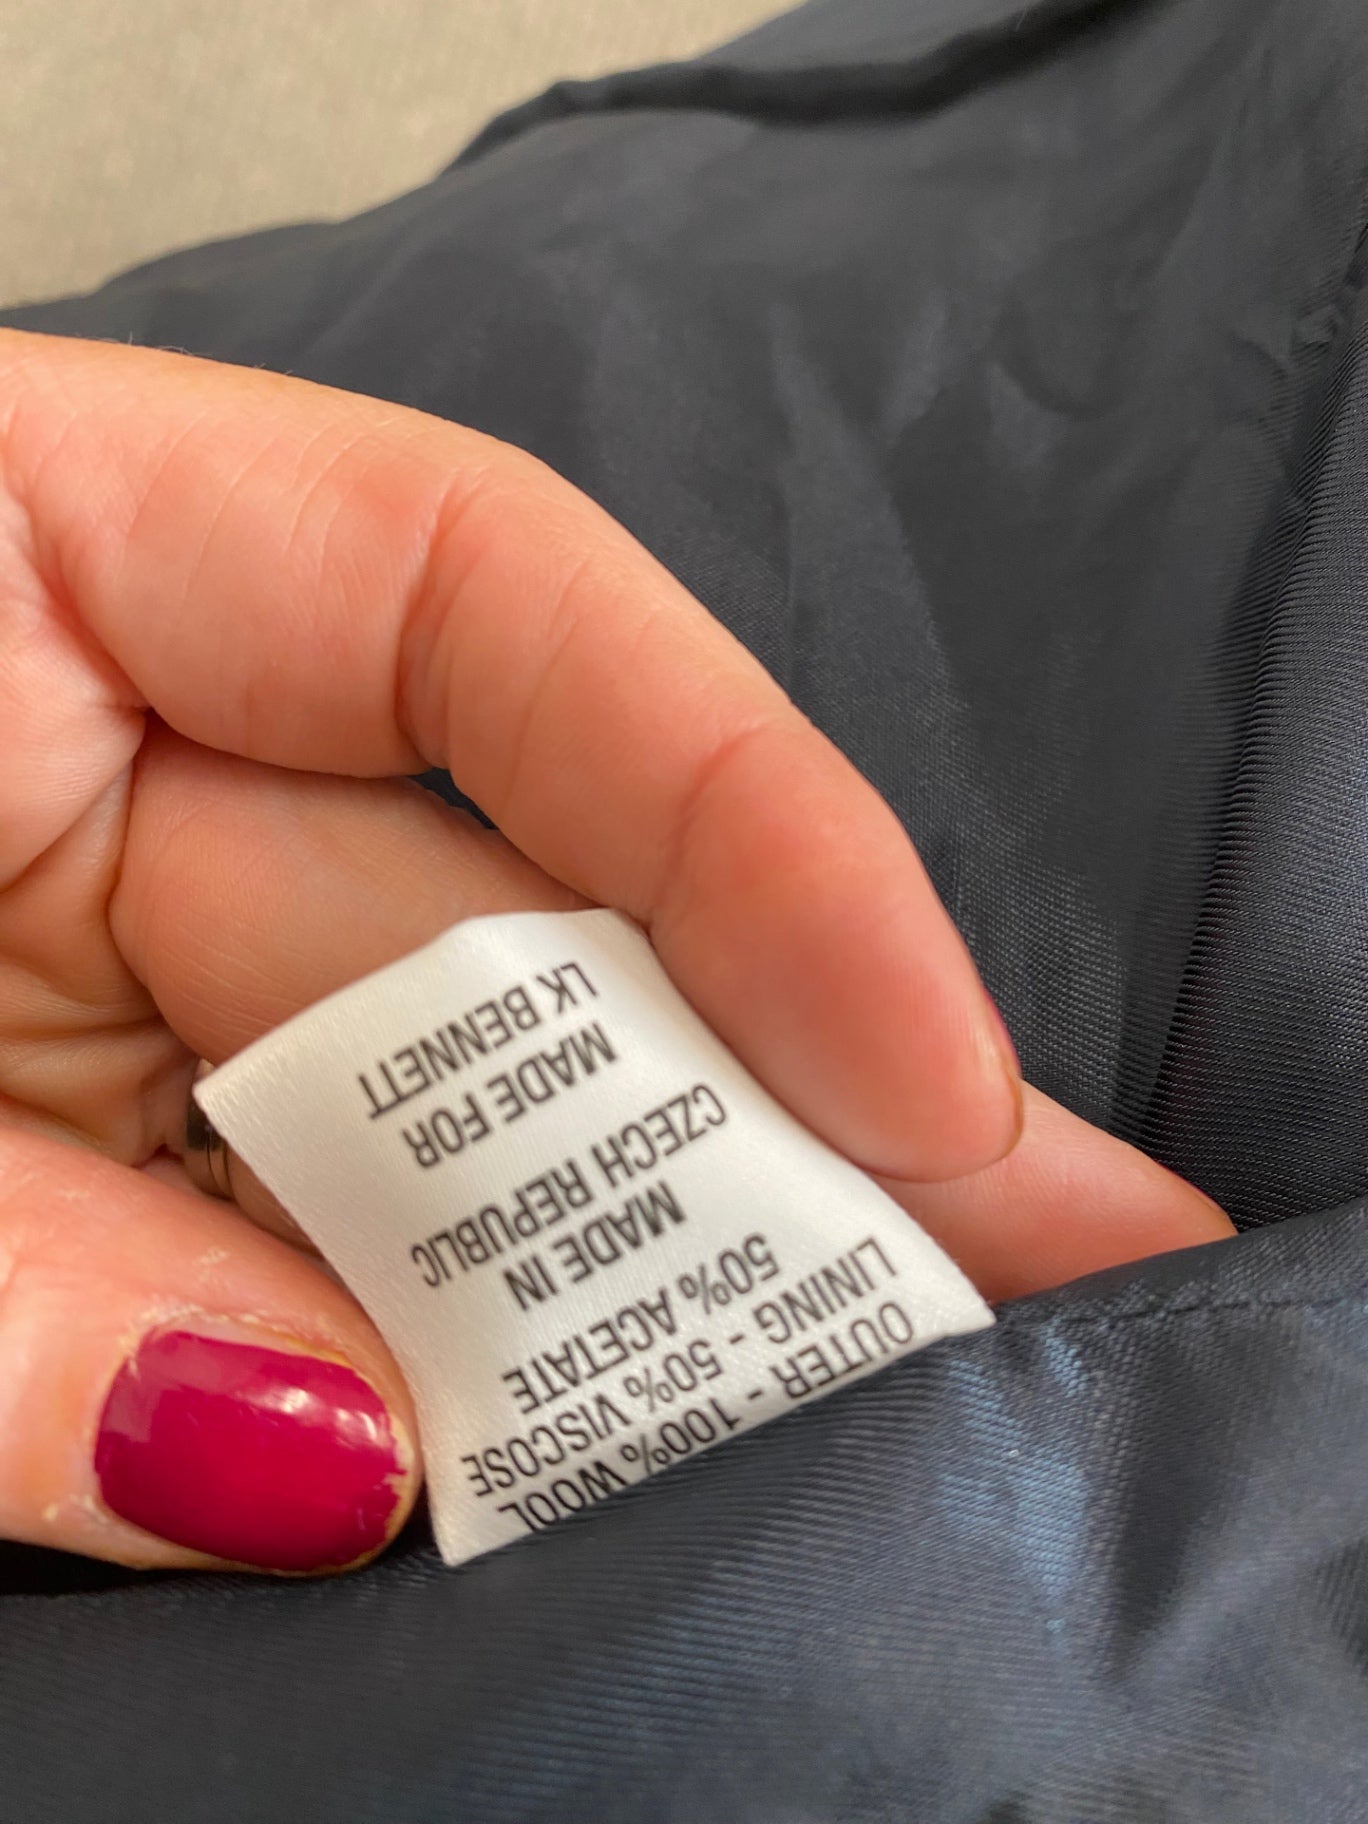 OUTER - 100% WOOL
LINING - 50% VISCOSE
50% ACETATE
MADE IN
CZECH REPUBLIC
MADE FOR
LK BENNETT